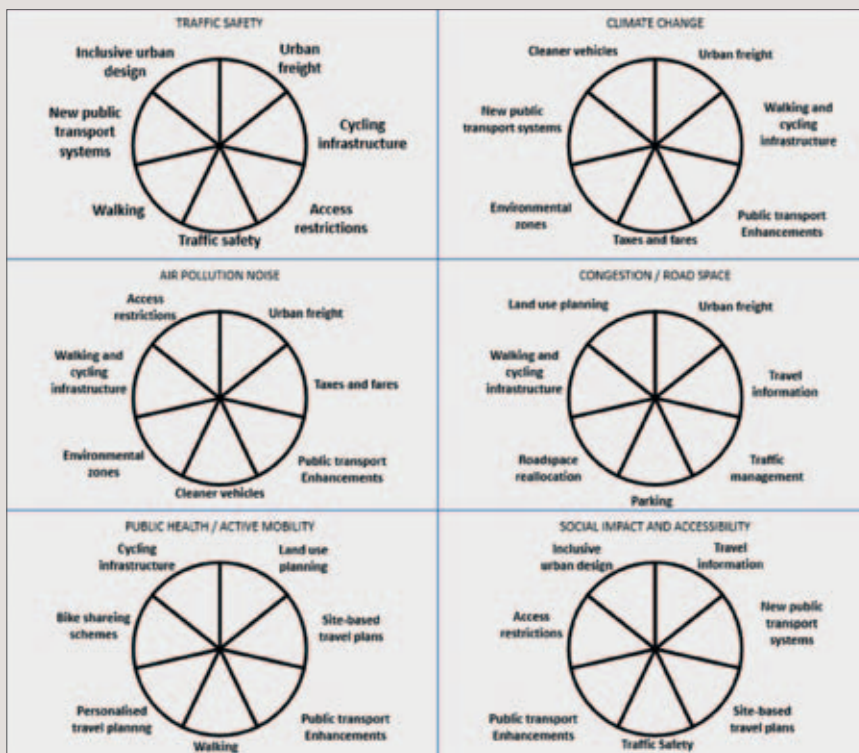 TRAFFIC SAFETY
Inclusive urban
design
Urban
freight
New public
transport
systems
Cycling
infrastructure
Walking
Access
restrictions
Traffic safety
CLIMATE CHANGE
Cleaner vehicles
Urban freight
New public
transport systems
Walking and
cycling
infrastructure
Environmental
zones
Public transport
Enhancements
Taxes and fares
AIR POLLUTION NOISE
Access
restrictions
Urban freight
Walking and
cycling
infrastructure
Taxes and fares
Environmental
zones
Public transport
Enhancements
Cleaner vehicles
CONGESTION / ROAD SPACE
Land use planning
Urban freight
Walking and
cycling
infrastructure
Travel
information
Roadspace
reallocation
Traffic
management
Parking
PUBLIC HEALTH / ACTIVE MOBILITY
Cycling
infrastructure
Land use
planning
Bike shareing
schemes
Site-based
travel plans
Personalised
travel plannng
Public transport
Enhancements
Walking
SOCIAL IMPACT AND ACCESSIBILITY
Inclusive
urban design
Travel
information
Access
restrictions
New public
transport
systems
Public transport
Enhancements
Site-based
travel plans
Traffic Safety